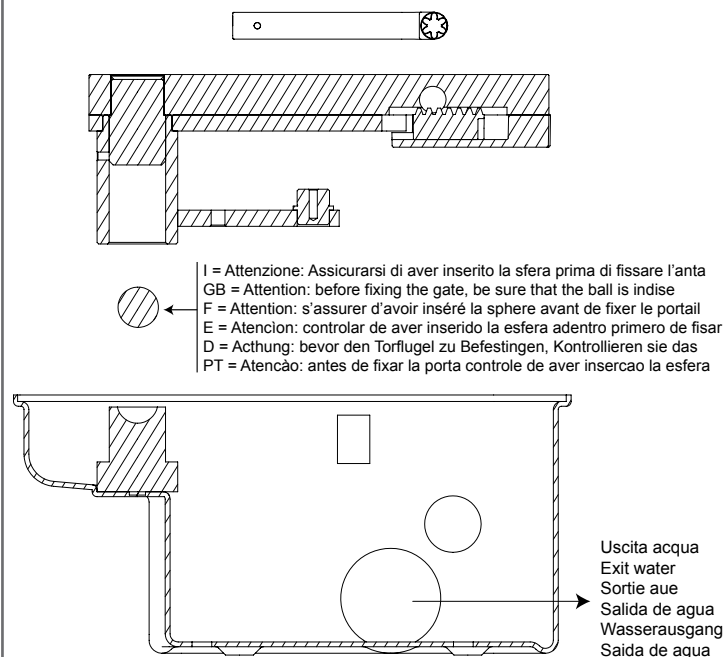 I = Attenzione: Assicurarsi di aver inserito la sfera prima di fissare l'anta
GB = Attention: before fixing the gate, be sure that the ball is indise
F = Attention: s'assurer d'avoir inséré la sphere avant de fixer le portail
E = Atencìon: controlar de aver inserido la esfera adentro primero de fisar
D = Acthung: bevor den Torflugel zu Befestingen, Kontrollieren sie das
PT = Atencào: antes de fixar la porta controle de aver insercao la esfera
Uscita acqua
Exit water
Sortie aue
Salida de agua
Wasserausgang
Saida de agua